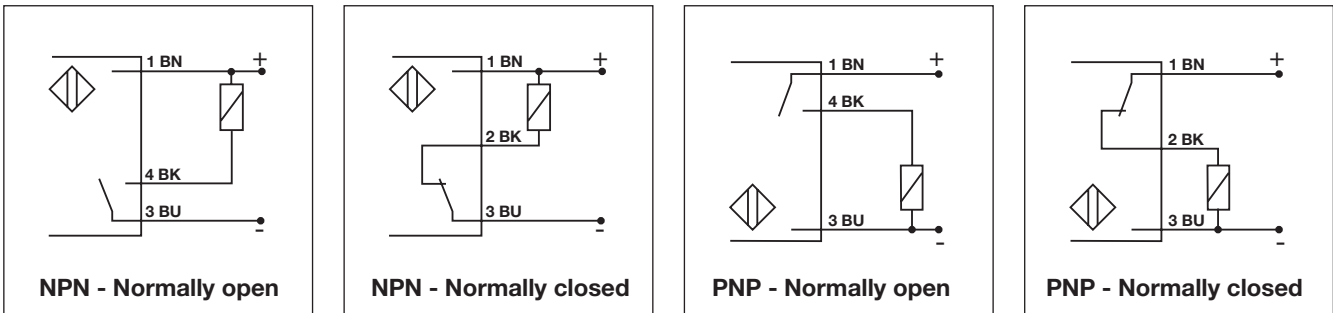 1 BN
+
4 BK
3 BU
-
NPN - Normally open
1 BN
+
2 BK
3 BU
-
NPN - Normally closed
1 BN
+
4 BK
3 BU
-
PNP - Normally open
1 BN
+
2 BK
3 BU
-
PNP - Normally closed